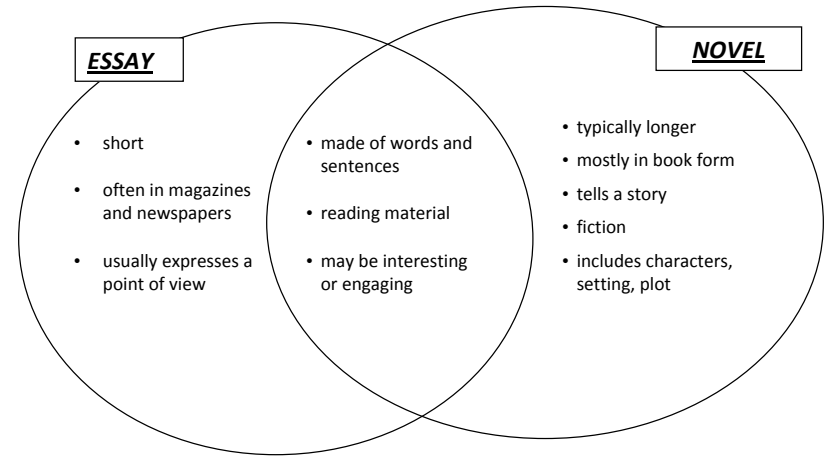 ESSAY
• short
• often in magazines
and newspapers
• usually expresses a
point of view
• made of words and
sentences
• reading material
• may be interesting
or engaging
NOVEL
• typically longer
• mostly in book form
• tells a story
• fiction
• includes characters,
setting, plot